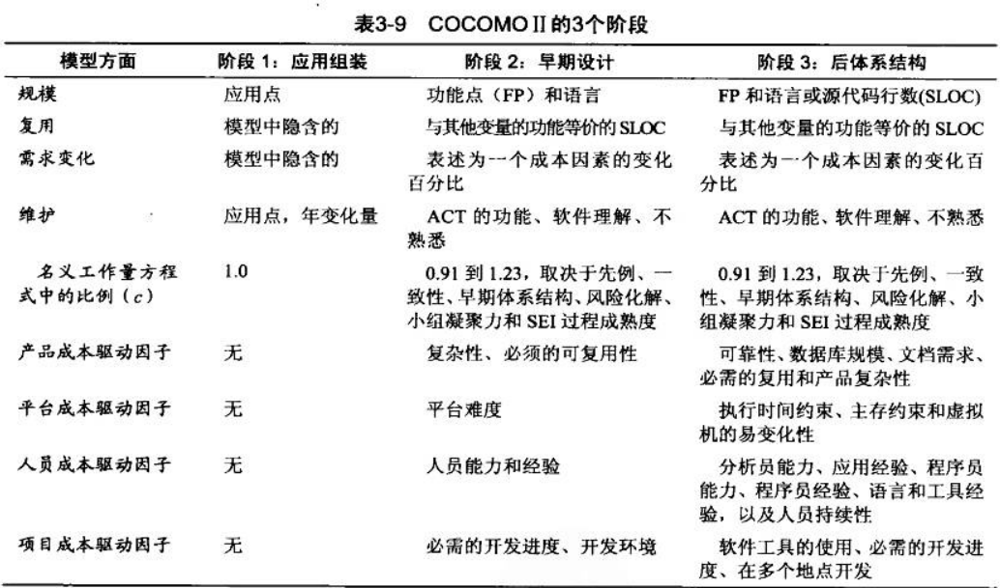 表3-9 COCOMO II的3个阶段
模型方面 阶段 1：应用组装 阶段 2：早期设计 阶段 3：后体系结构
规模 应用点 功能点（FP）和语言 FP 和语言或源代码行数(SLOC)
复用 模型中隐含的 与其他变量的功能等价的 SLOC 与其他变量的功能等价的 SLOC
需求变化 模型中隐含的 表述为一个成本因素的变化 表述为一个成本因素的变化百
百分比 分比
维护 应用点，年变化量 ACT 的功能、软件理解、不 ACT 的功能、软件理解、不熟悉
熟悉
名义工作量方程 1.0 0.91 到 1.23，取决于先例、一 0.91 到 1.23，取决于先例、一致
式中的比例（c） 致性、早期体系结构、风险化解、 性、早期体系结构、风险化解、小
小组凝聚力和 SEI 过程成熟度 组凝聚力和 SEI 过程成熟度
产品成本驱动因子 无 复杂性、必须的可复用性 可靠性、数据库规模、文档需求、
必需的复用和产品复杂性
平台成本驱动因子 无 平台难度 执行时间约束、主存约束和虚拟
机的易变化性
人员成本驱动因子 无 人员能力和经验 分析员能力、应用经验、程序员
能力、程序员经验、语言和工具经
验，以及人员持续性
项目成本驱动因子 无 必需的开发进度、开发环境 软件工具的使用、必需的开发进
度、在多个地点开发